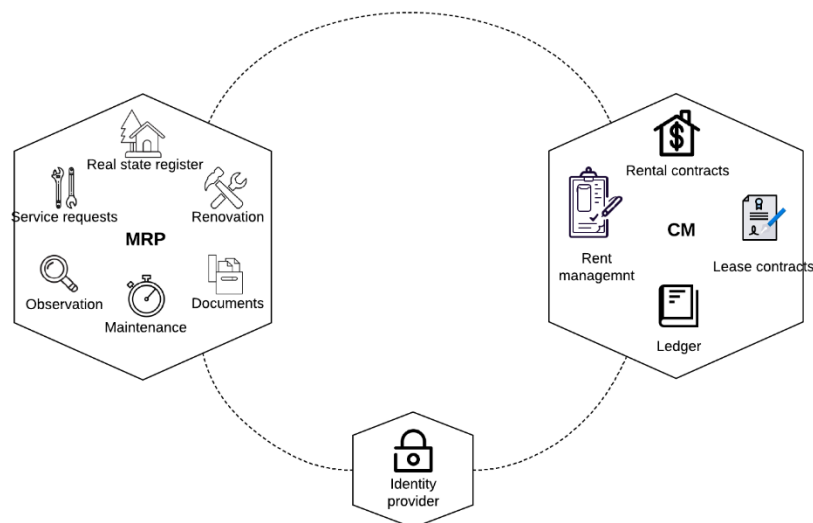 Real state register
Service requests
Renovation
MRP
Observation
Documents
Maintenance
Rental contracts
CM
Rent
managemnt
Lease contracts
Ledger
Identity
provider